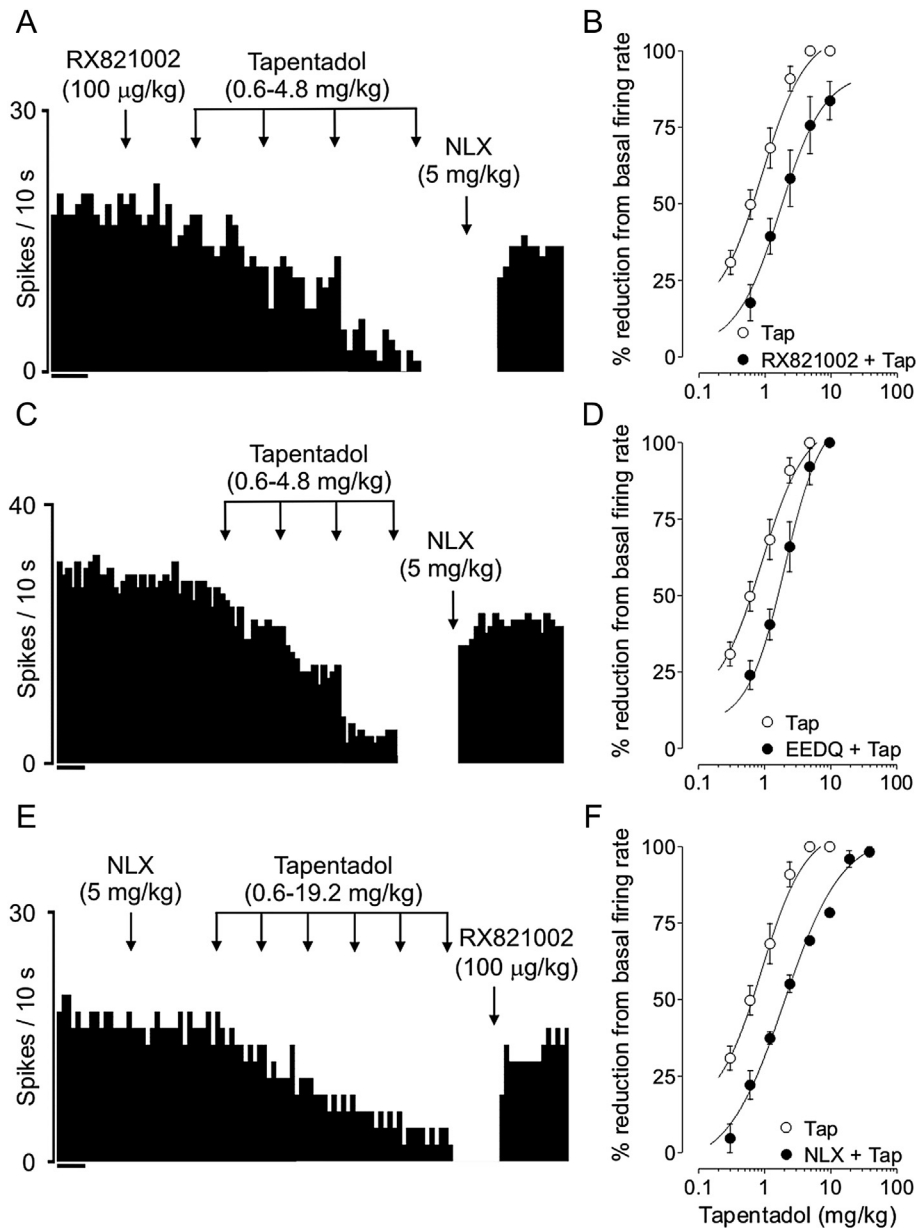 A
RX821002
(100 μg/kg)
Tapentadol
(0.6-4.8 mg/kg)
NLX
(5 mg/kg)
30
0
Spikes / 10 s
B
% reduction from basal firing rate
100
75
50
25
0
Tap
RX821002 + Tap
0.1 1 10 100
C
Tapentadol
(0.6-4.8 mg/kg)
NLX
(5 mg/kg)
40
0
Spikes / 10 s
D
% reduction from basal firing rate
100
75
50
25
0
Tap
EEDQ + Tap
0.1 1 10 100
E
NLX
(5 mg/kg)
Tapentadol
(0.6-19.2 mg/kg)
RX821002
(100 μg/kg)
30
0
Spikes / 10 s
F
% reduction from basal firing rate
100
75
50
25
0
Tap
NLX + Tap
0.1 1 10 100
Tapentadol (mg/kg)